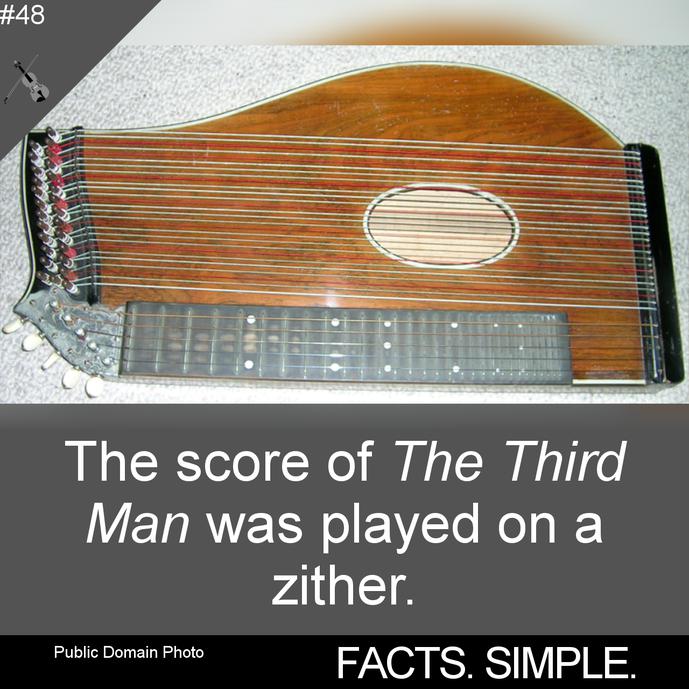 #48
The score of The Third
Man was played on a
zither.
Public Domain Photo
FACTS. SIMPLE.